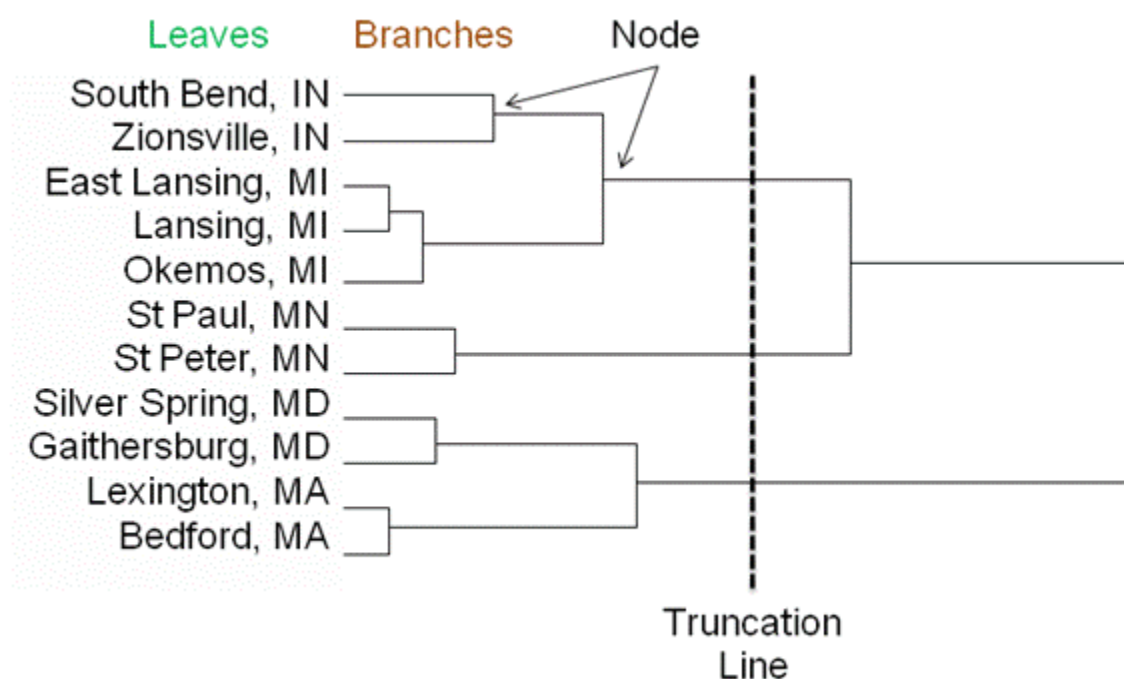 Leaves Branches Node
South Bend, IN
Zionsville, IN
East Lansing, MI
Lansing, MI
Okemos, MI
St Paul, MN
St Peter, MN
Silver Spring, MD
Gaithersburg, MD
Lexington, MA
Bedford, MA
Truncation
Line